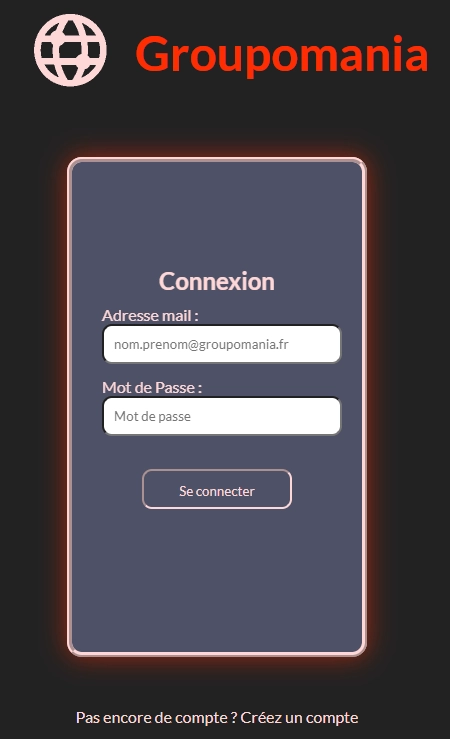 Groupomania
Connexion
Adresse mail :
nom.prenom@groupomania.fr
Mot de Passe :
Mot de passe
Se connecter
Pas encore de compte ? Créez un compte